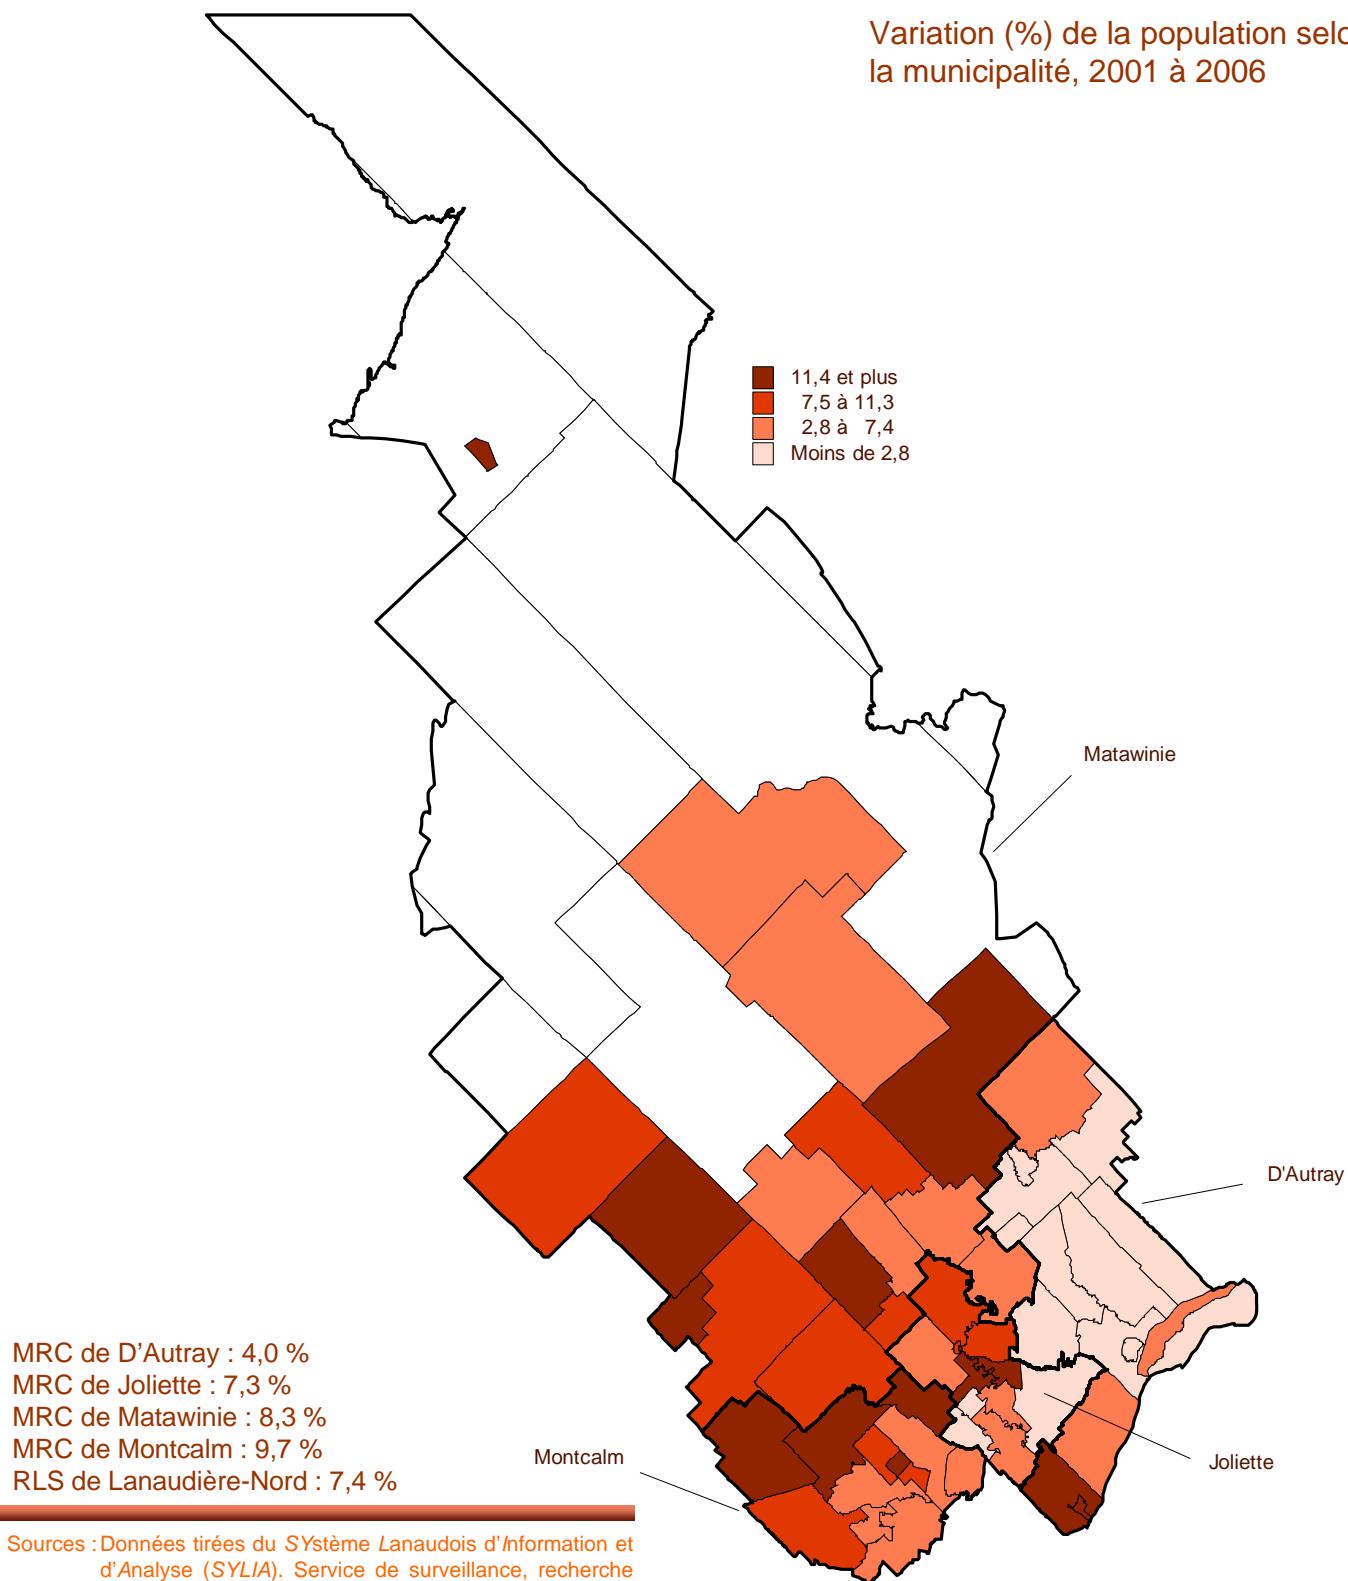 Variation (%) de la population selo
la municipalité, 2001 à 2006
11,4 et plus
7,5 à 11,3
2,8 à 7,4
Moins de 2,8
Matawinie
D'Autray
MRC de D'Autray : 4,0 %
MRC de Joliette : 7,3 %
MRC de Matawinie : 8,3 %
MRC de Montcalm : 9,7 %
RLS de Lanaudière-Nord : 7,4 %
Montcalm
Joliette
Sources : Données tirées du SYstème Lanaudois d'Information et
d'Analyse (SYLIA). Service de surveillance, recherche